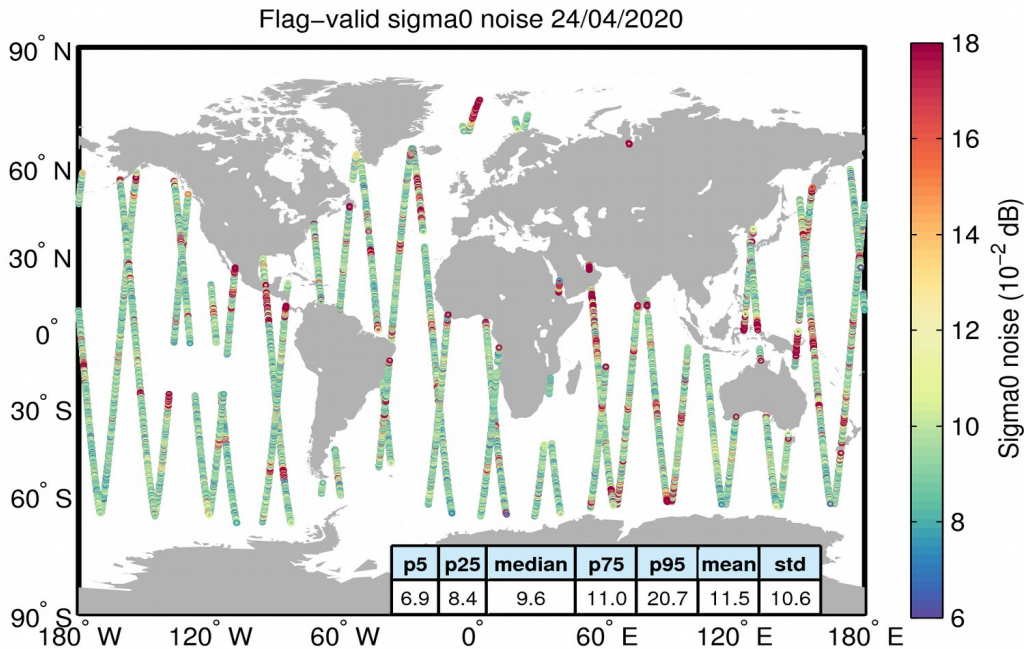 Flag−valid sigma0 noise 24/04/2020
90° N
60° N
30° N
0°
30° S
60° S
90° S
180° W 120° W 60° W 0° 60° E 120° E 180° E
p5 p25 median p75 p95 mean std
6.9 8.4 9.6 11.0 20.7 11.5 10.6
18
16
14
12
10
8
6
Sigma0 noise (10⁻² dB)